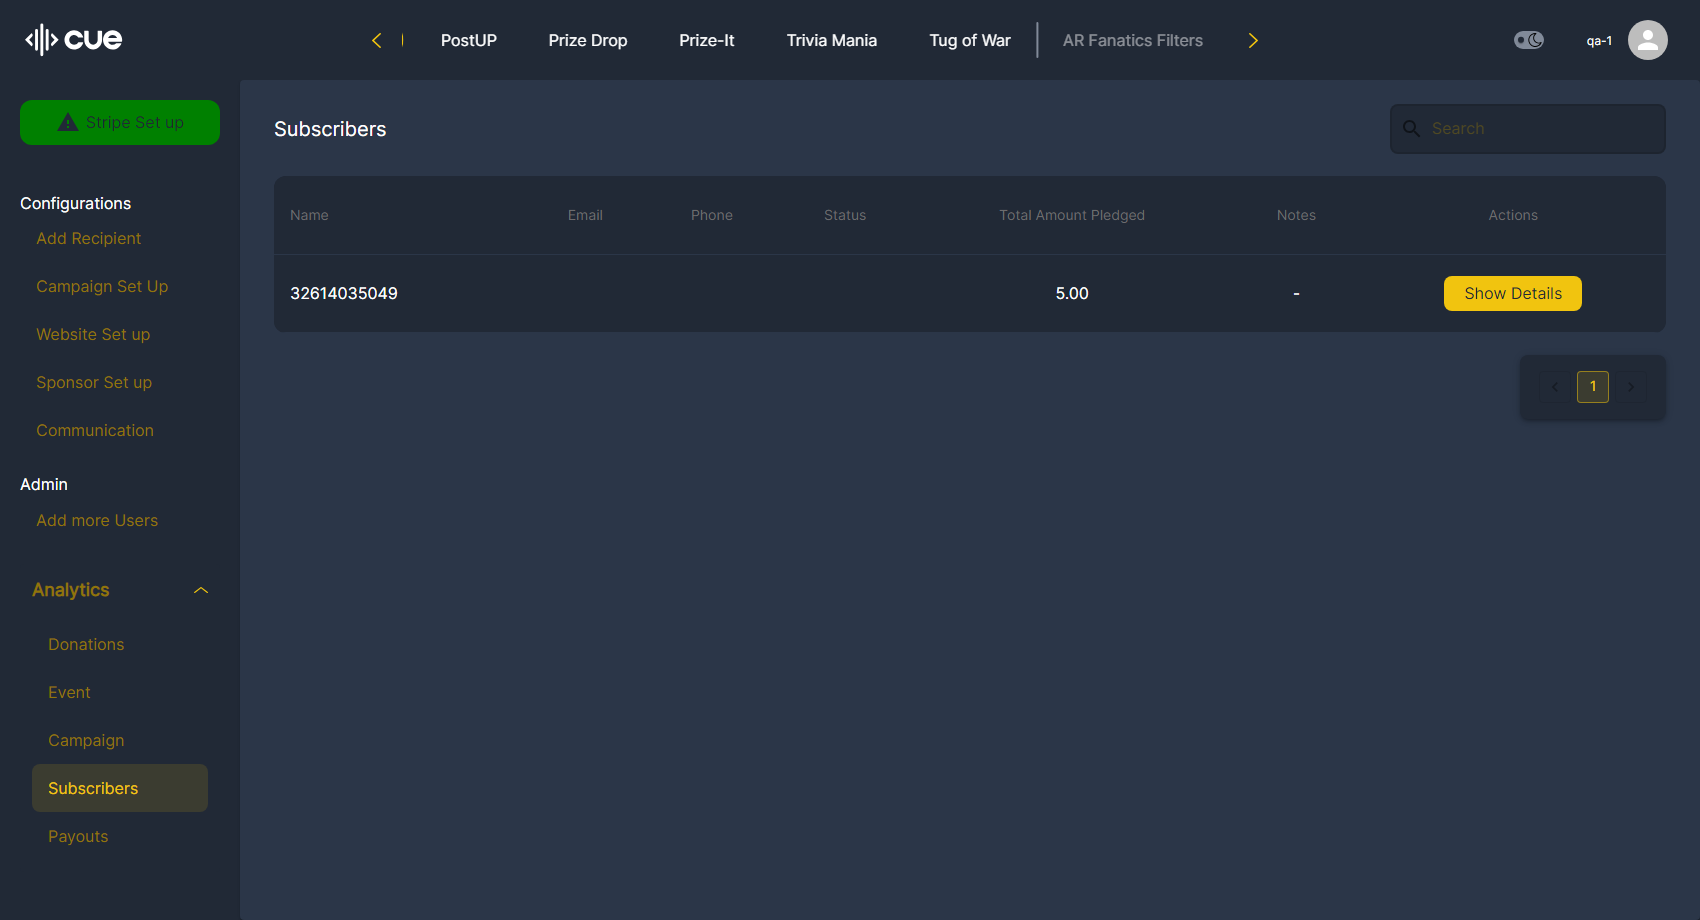 cue
PostUP
Prize Drop
Prize-It
Trivia Mania
Tug of War
AR Fanatics Filters
qa-1
Stripe Set up
Configurations
Add Recipient
Campaign Set Up
Website Set up
Sponsor Set up
Communication
Admin
Add more Users
Analytics
Donations
Event
Campaign
Subscribers
Payouts
Subscribers
Search
Name Email Phone Status Total Amount Pledged Notes Actions
32614035049 5.00 - Show Details
1